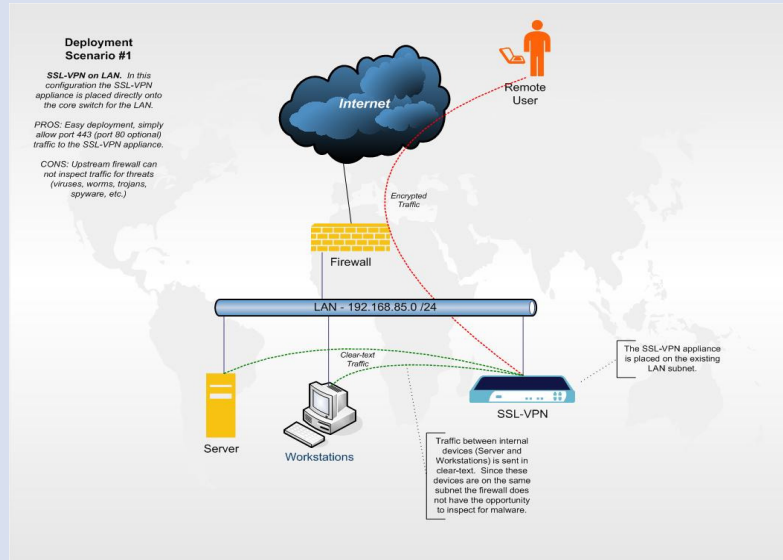 Deployment
Scenario #1
SSL-VPN on LAN. In this
configuration the SSL-VPN
appliance is placed directly onto
the core switch for the LAN.
PROS: Easy deployment, simply
allow port 443 (port 80 optional)
traffic to the SSL-VPN appliance.
CONS: Upstream firewall can
not inspect traffic for threats
(viruses, worms, trojans,
spyware, etc.)
Internet
Remote
User
Encrypted
Traffic
Firewall
LAN - 192.168.85.0 /24
Clear-text
Traffic
The SSL-VPN appliance
is placed on the existing
LAN subnet.
SSL-VPN
Server
Workstations
Traffic between internal
devices (Server and
Workstations) is sent in
clear-text. Since these
devices are on the same
subnet the firewall does
not have the opportunity
to inspect for malware.